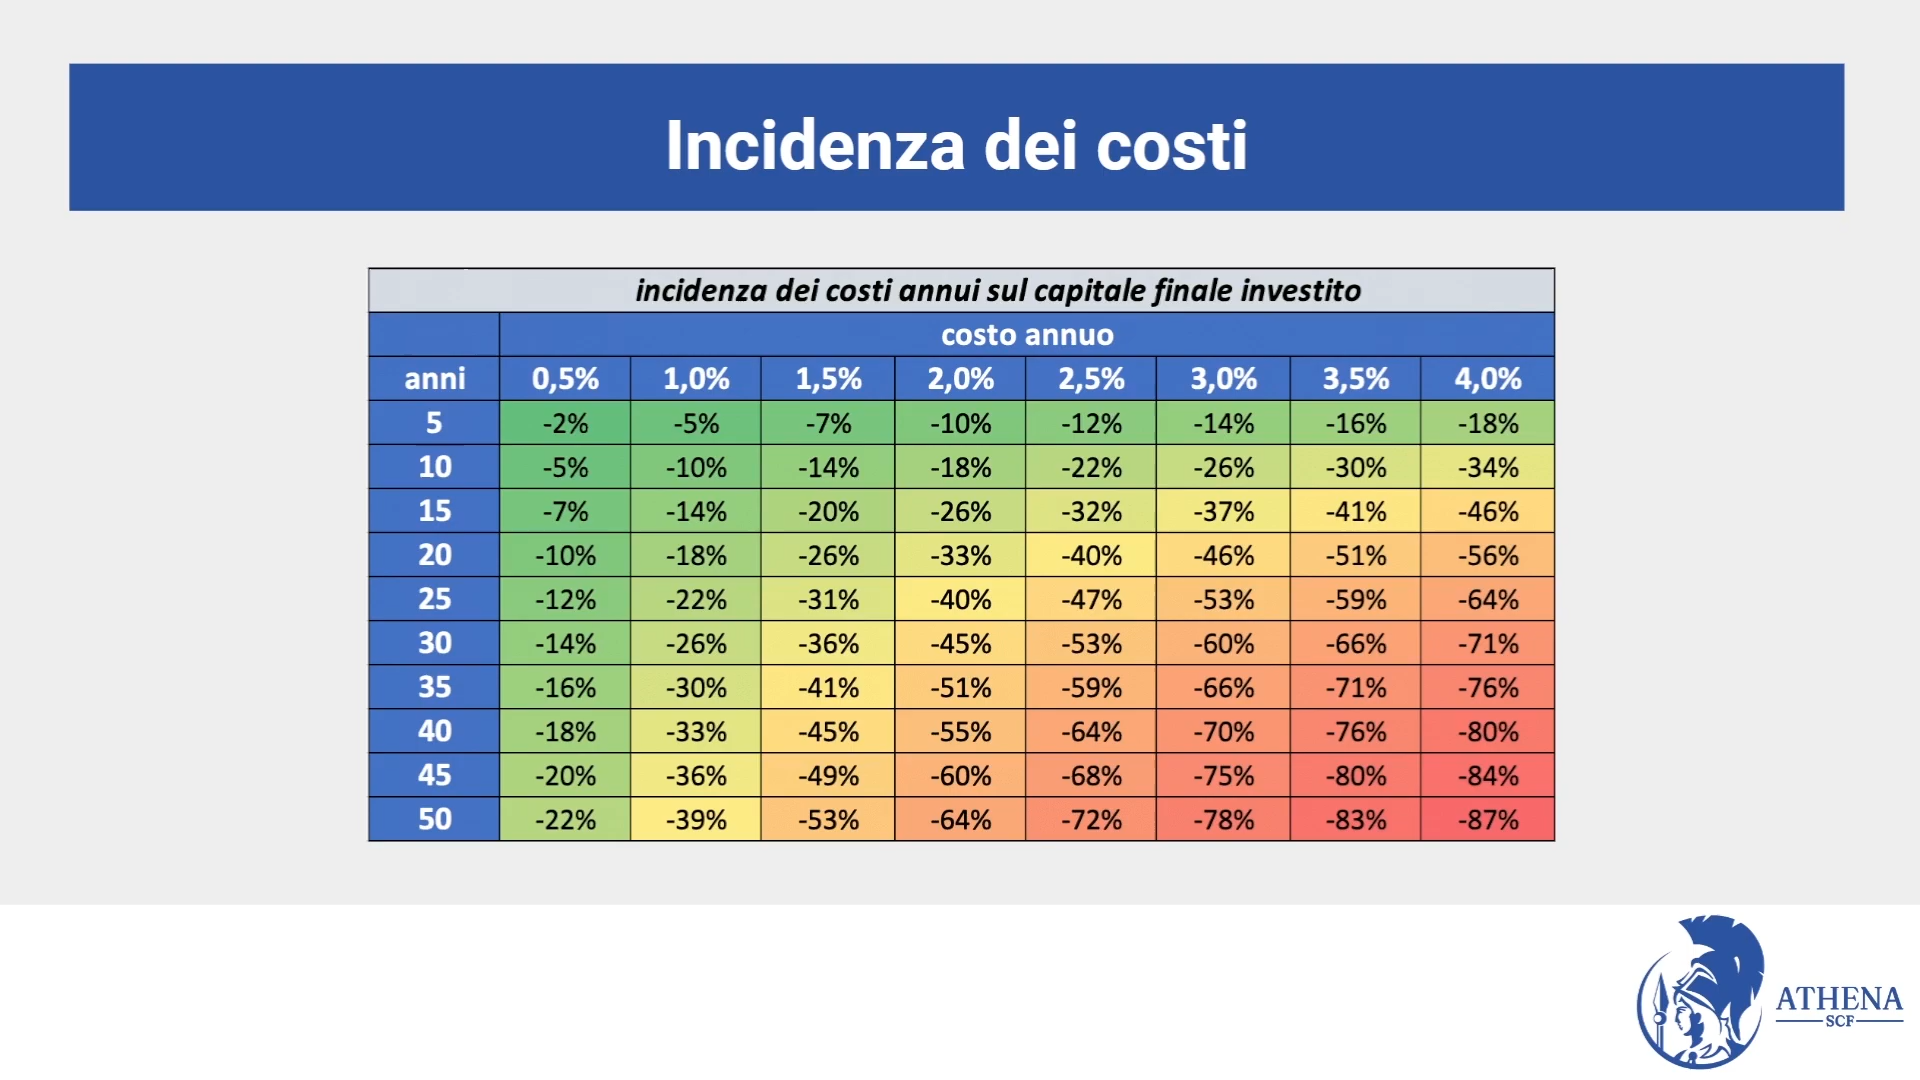 Incidenza dei costi
incidenza dei costi annui sul capitale finale investito
costo annuo
anni 0,5% 1,0% 1,5% 2,0% 2,5% 3,0% 3,5% 4,0%
5 -2% -5% -7% -10% -12% -14% -16% -18%
10 -5% -10% -14% -18% -22% -26% -30% -34%
15 -7% -14% -20% -26% -32% -37% -41% -46%
20 -10% -18% -26% -33% -40% -46% -51% -56%
25 -12% -22% -31% -40% -47% -53% -59% -64%
30 -14% -26% -36% -45% -53% -60% -66% -71%
35 -16% -30% -41% -51% -59% -66% -71% -76%
40 -18% -33% -45% -55% -64% -70% -76% -80%
45 -20% -36% -49% -60% -68% -75% -80% -84%
50 -22% -39% -53% -64% -72% -78% -83% -87%
ATHENA
SCF